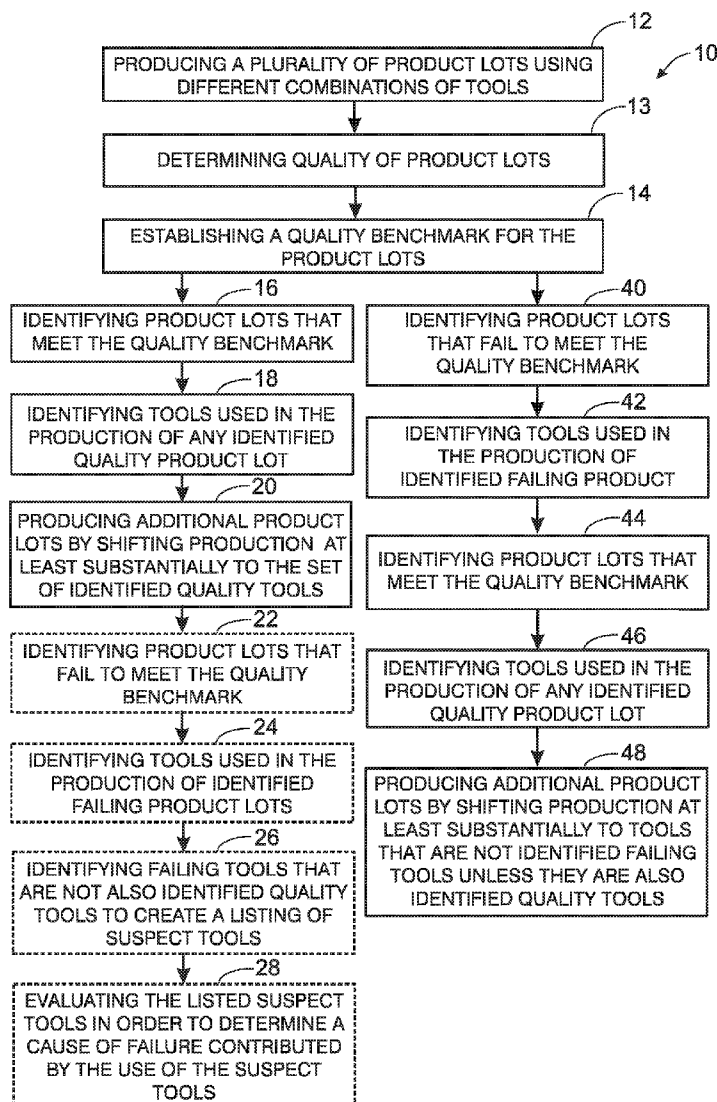 12
10
PRODUCING A PLURALITY OF PRODUCT LOTS USING
DIFFERENT COMBINATIONS OF TOOLS
13
DETERMINING QUALITY OF PRODUCT LOTS
14
ESTABLISHING A QUALITY BENCHMARK FOR THE
PRODUCT LOTS
16
IDENTIFYING PRODUCT LOTS THAT
MEET THE QUALITY BENCHMARK
18
IDENTIFYING TOOLS USED IN THE
PRODUCTION OF ANY IDENTIFIED
QUALITY PRODUCT LOT
20
PRODUCING ADDITIONAL PRODUCT
LOTS BY SHIFTING PRODUCTION AT
LEAST SUBSTANTIALLY TO THE SET
OF IDENTIFIED QUALITY TOOLS
22
IDENTIFYING PRODUCT LOTS THAT
FAIL TO MEET THE QUALITY
BENCHMARK
24
IDENTIFYING TOOLS USED IN THE
PRODUCTION OF IDENTIFIED
FAILING PRODUCT LOTS
26
IDENTIFYING FAILING TOOLS THAT
ARE NOT ALSO IDENTIFIED QUALITY
TOOLS TO CREATE A LISTING OF
SUSPECT TOOLS
28
EVALUATING THE LISTED SUSPECT
TOOLS IN ORDER TO DETERMINE A
CAUSE OF FAILURE CONTRIBUTED
BY THE USE OF THE SUSPECT
TOOLS
40
IDENTIFYING PRODUCT LOTS
THAT FAIL TO MEET THE
QUALITY BENCHMARK
42
IDENTIFYING TOOLS USED IN
THE PRODUCTION OF
IDENTIFIED FAILING PRODUCT
44
IDENTIFYING PRODUCT LOTS THAT
MEET THE QUALITY BENCHMARK
46
IDENTIFYING TOOLS USED IN THE
PRODUCTION OF ANY IDENTIFIED
QUALITY PRODUCT LOT
48
PRODUCING ADDITIONAL PRODUCT
LOTS BY SHIFTING PRODUCTION AT
LEAST SUBSTANTIALLY TO TOOLS
THAT ARE NOT IDENTIFIED FAILING
TOOLS UNLESS THEY ARE ALSO
IDENTIFIED QUALITY TOOLS